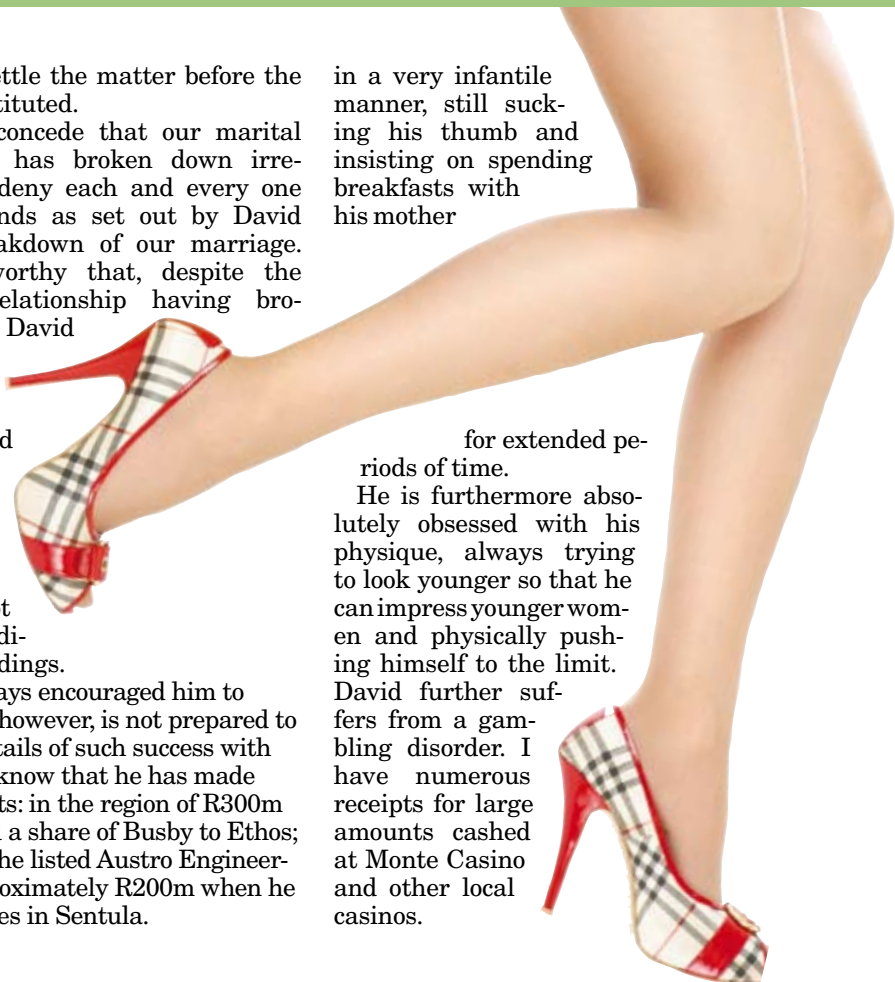 ettle the matter before the
tituted.
concede that our marital
has broken down irre-
deny each and every one
nds as set out by David
akdown of our marriage.
worthy that, despite the
elationship having bro-
David
d
ot
di-
dings.
ays encouraged him to
however, is not prepared to
tails of such success with
know that he has made
ts: in the region of R300m
a share of Busby to Ethos;
he listed Austro Engineer-
oximately R200m when he
es in Sentula.
in a very infantile
manner, still suck-
ing his thumb and
insisting on spending
breakfasts with
his mother
for extended pe-
riods of time.
He is furthermore abso-
lutely obsessed with his
physique, always trying
to look younger so that he
can impress younger wom-
en and physically push-
ing himself to the limit.
David further suf-
fers from a gam-
bling disorder. I
have numerous
receipts for large
amounts cashed
at Monte Casino
and other local
casinos.